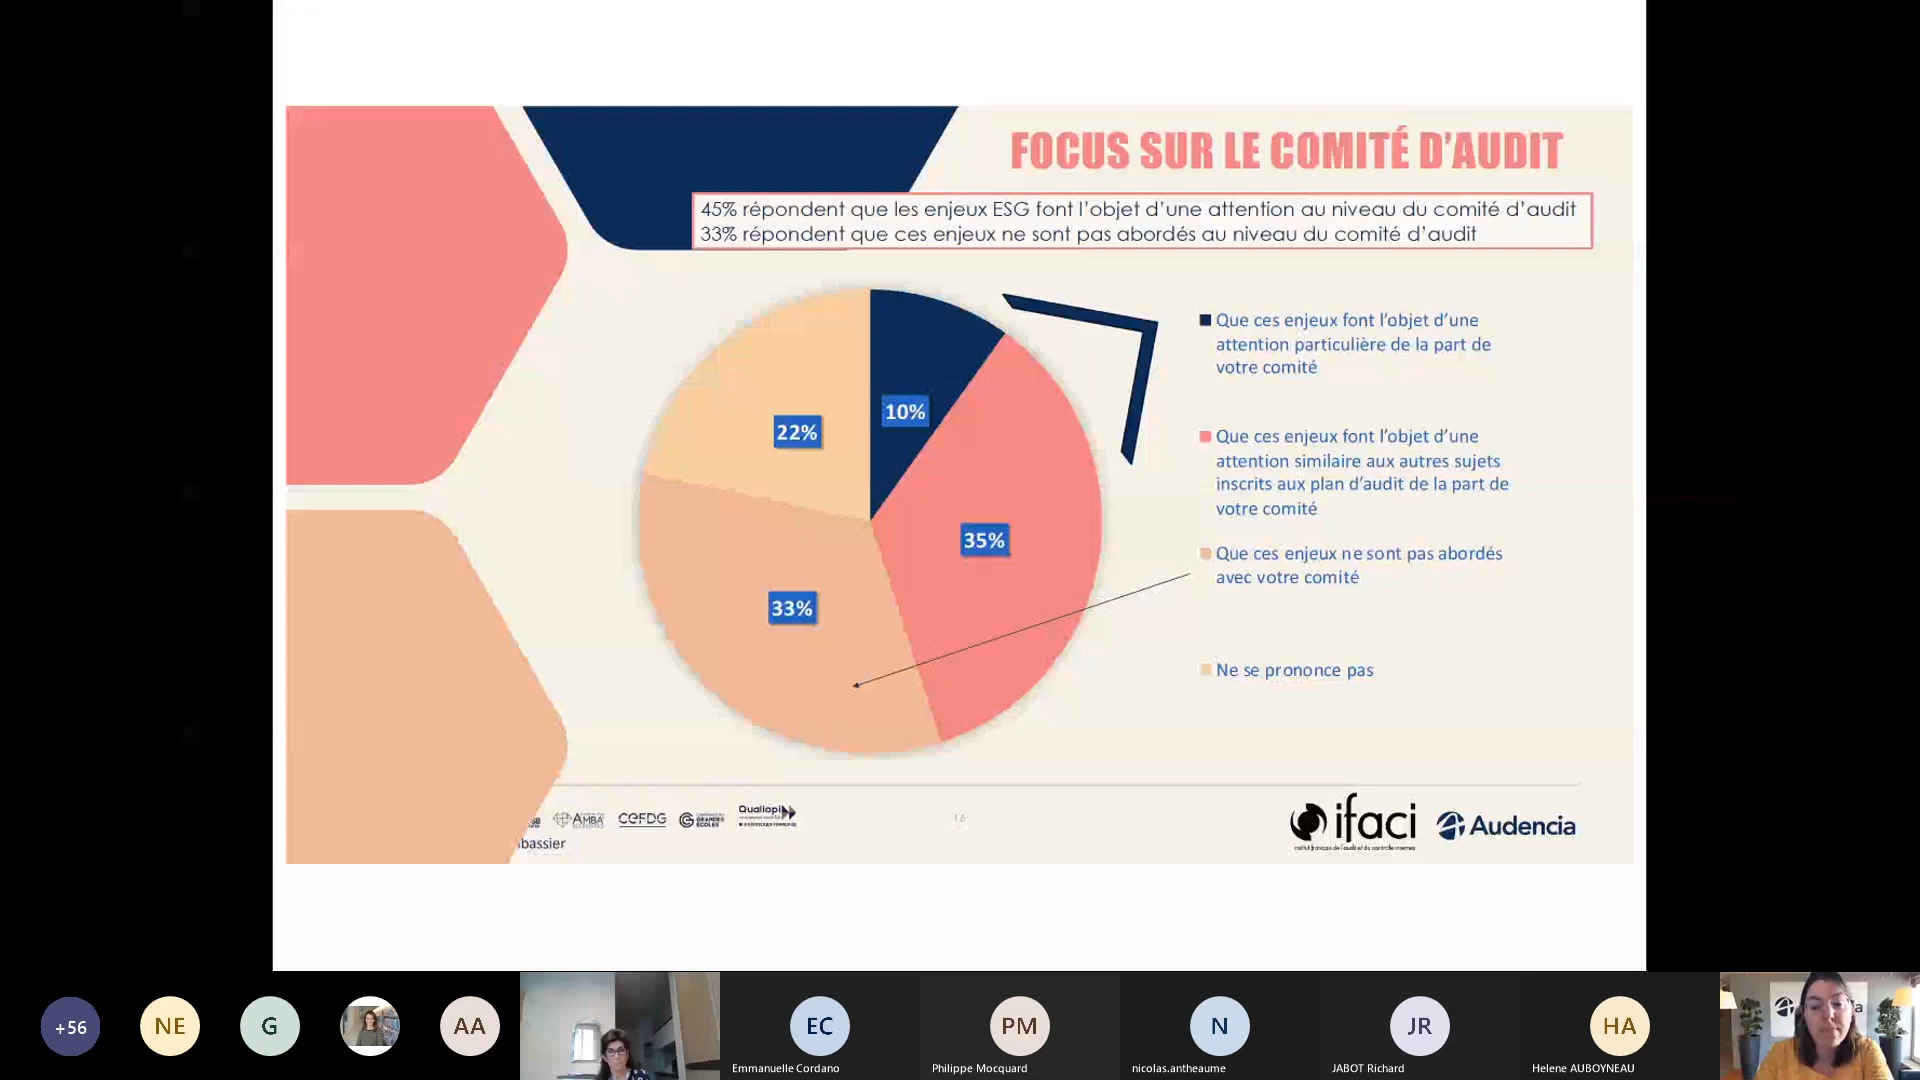 FOCUS SUR LE COMITÉ D'AUDIT
45% répondent que les enjeux ESG font l'objet d'une attention au niveau du comité d'audit
33% répondent que ces enjeux ne sont pas abordés au niveau du comité d'audit
10%
22%
35%
33%
Que ces enjeux font l'objet d'une
attention particulière de la part de
votre comité
Que ces enjeux font l'objet d'une
attention similaire aux autres sujets
inscrits aux plan d'audit de la part de
votre comité
Que ces enjeux ne sont pas abordés
avec votre comité
Ne se prononce pas
AMBA
CEFDG
GRANDES
ÉCOLES
Qualiopi
bassier
16
ifaci
Audencia
+56
NE
G
AA
EC
Emmanuelle Cordano
PM
Philippe Mocquard
N
nicolas.antheaume
JR
JABOT Richard
HA
Helene AUBOYNEAU